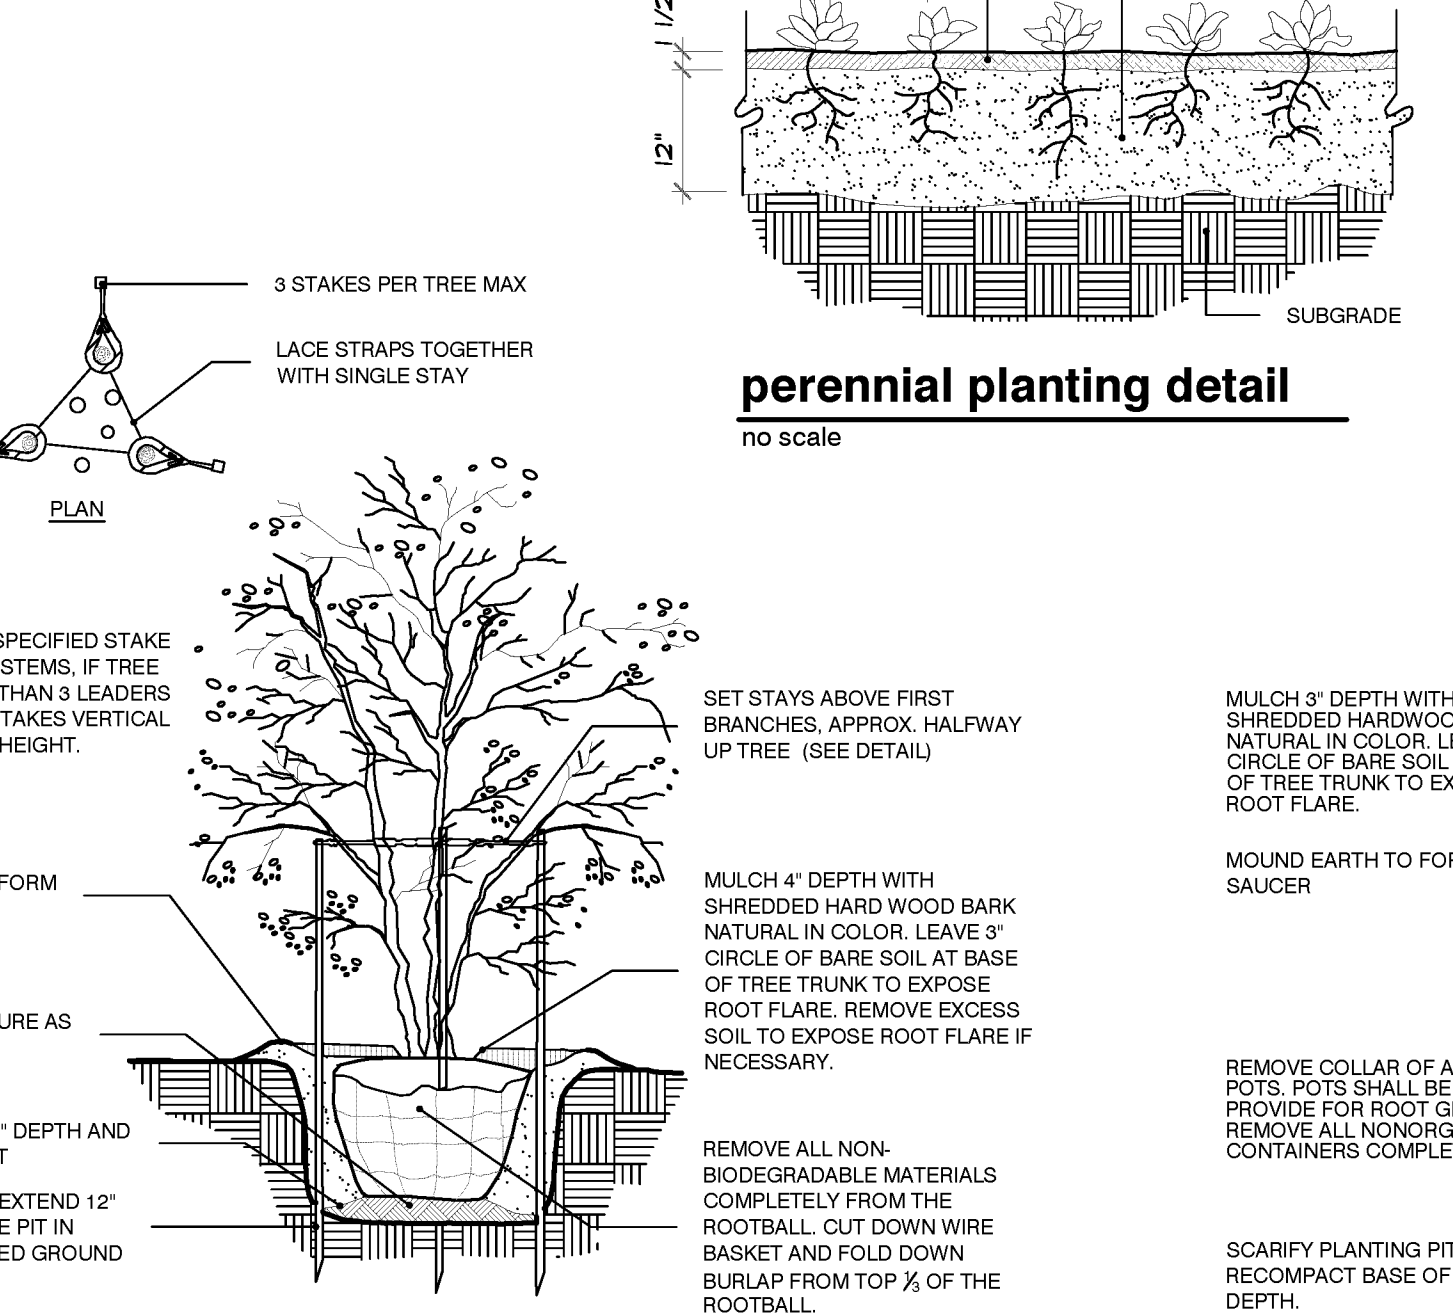 1 1/2
12"
SUBGRADE
perennial planting detail
no scale
3 STAKES PER TREE MAX
LACE STRAPS TOGETHER
WITH SINGLE STAY
PLAN
SPECIFIED STAKE
STEMS, IF TREE
THAN 3 LEADERS
TAKES VERTICAL
HEIGHT.
FORM
URE AS
" DEPTH AND
T
EXTEND 12"
E PIT IN
ED GROUND
SET STAYS ABOVE FIRST
BRANCHES, APPROX. HALFWAY
UP TREE (SEE DETAIL)
MULCH 4" DEPTH WITH
SHREDDED HARD WOOD BARK
NATURAL IN COLOR. LEAVE 3"
CIRCLE OF BARE SOIL AT BASE
OF TREE TRUNK TO EXPOSE
ROOT FLARE. REMOVE EXCESS
SOIL TO EXPOSE ROOT FLARE IF
NECESSARY.
REMOVE ALL NON-
BIODEGRADABLE MATERIALS
COMPLETELY FROM THE
ROOTBALL. CUT DOWN WIRE
BASKET AND FOLD DOWN
BURLAP FROM TOP 1/3 OF THE
ROOTBALL.
MULCH 3" DEPTH WITH
SHREDDED HARDWOO
NATURAL IN COLOR. LE
CIRCLE OF BARE SOIL
OF TREE TRUNK TO EX
ROOT FLARE.
MOUND EARTH TO FOR
SAUCER
REMOVE COLLAR OF A
POTS. POTS SHALL BE
PROVIDE FOR ROOT G
REMOVE ALL NONORG
CONTAINERS COMPLE
SCARIFY PLANTING PIT
RECOMPACT BASE OF
DEPTH.